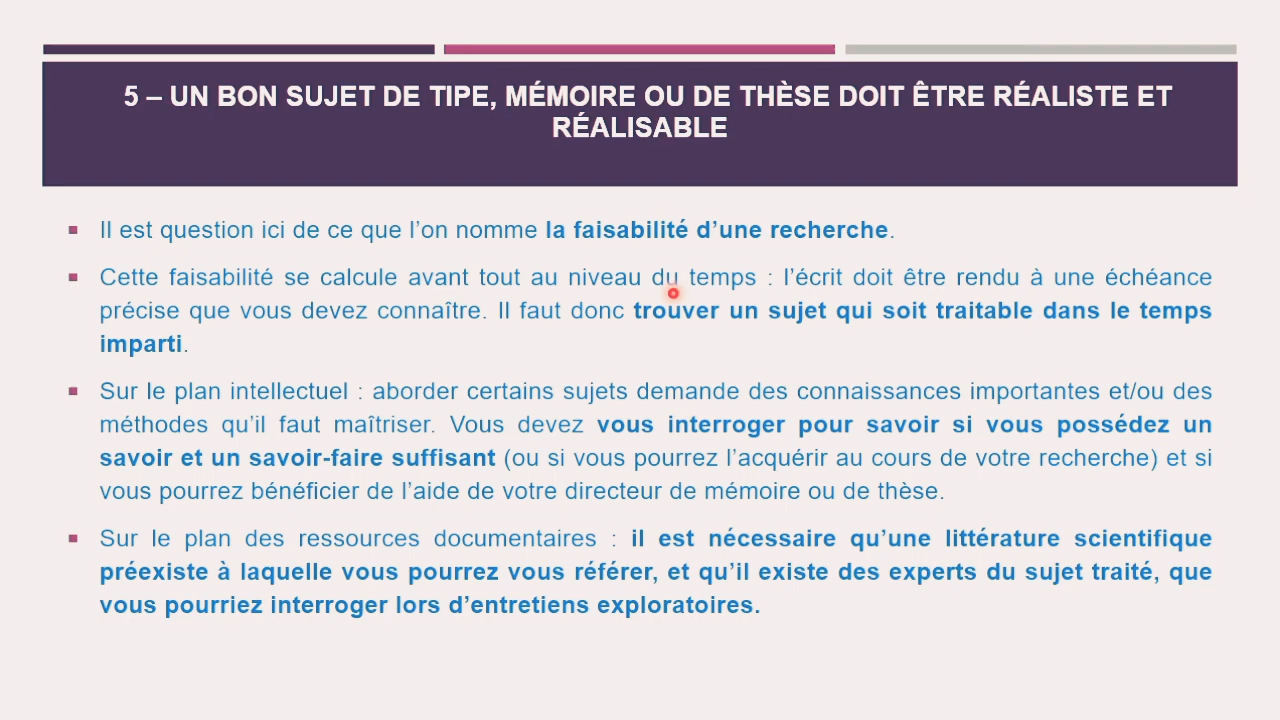 5 – UN BON SUJET DE TIPE, MÉMOIRE OU DE THÈSE DOIT ÊTRE RÉALISTE ET
RÉALISABLE
Il est question ici de ce que l’on nomme la faisabilité d’une recherche.
Cette faisabilité se calcule avant tout au niveau du temps : l’écrit doit être rendu à une échéance
précise que vous devez connaître. Il faut donc trouver un sujet qui soit traitable dans le temps
imparti.
Sur le plan intellectuel : aborder certains sujets demande des connaissances importantes et/ou des
méthodes qu’il faut maîtriser. Vous devez vous interroger pour savoir si vous possédez un
savoir et un savoir-faire suffisant (ou si vous pourrez l’acquérir au cours de votre recherche) et si
vous pourrez bénéficier de l’aide de votre directeur de mémoire ou de thèse.
Sur le plan des ressources documentaires : il est nécessaire qu’une littérature scientifique
préexiste à laquelle vous pourrez vous référer, et qu’il existe des experts du sujet traité, que
vous pourriez interroger lors d’entretiens exploratoires.